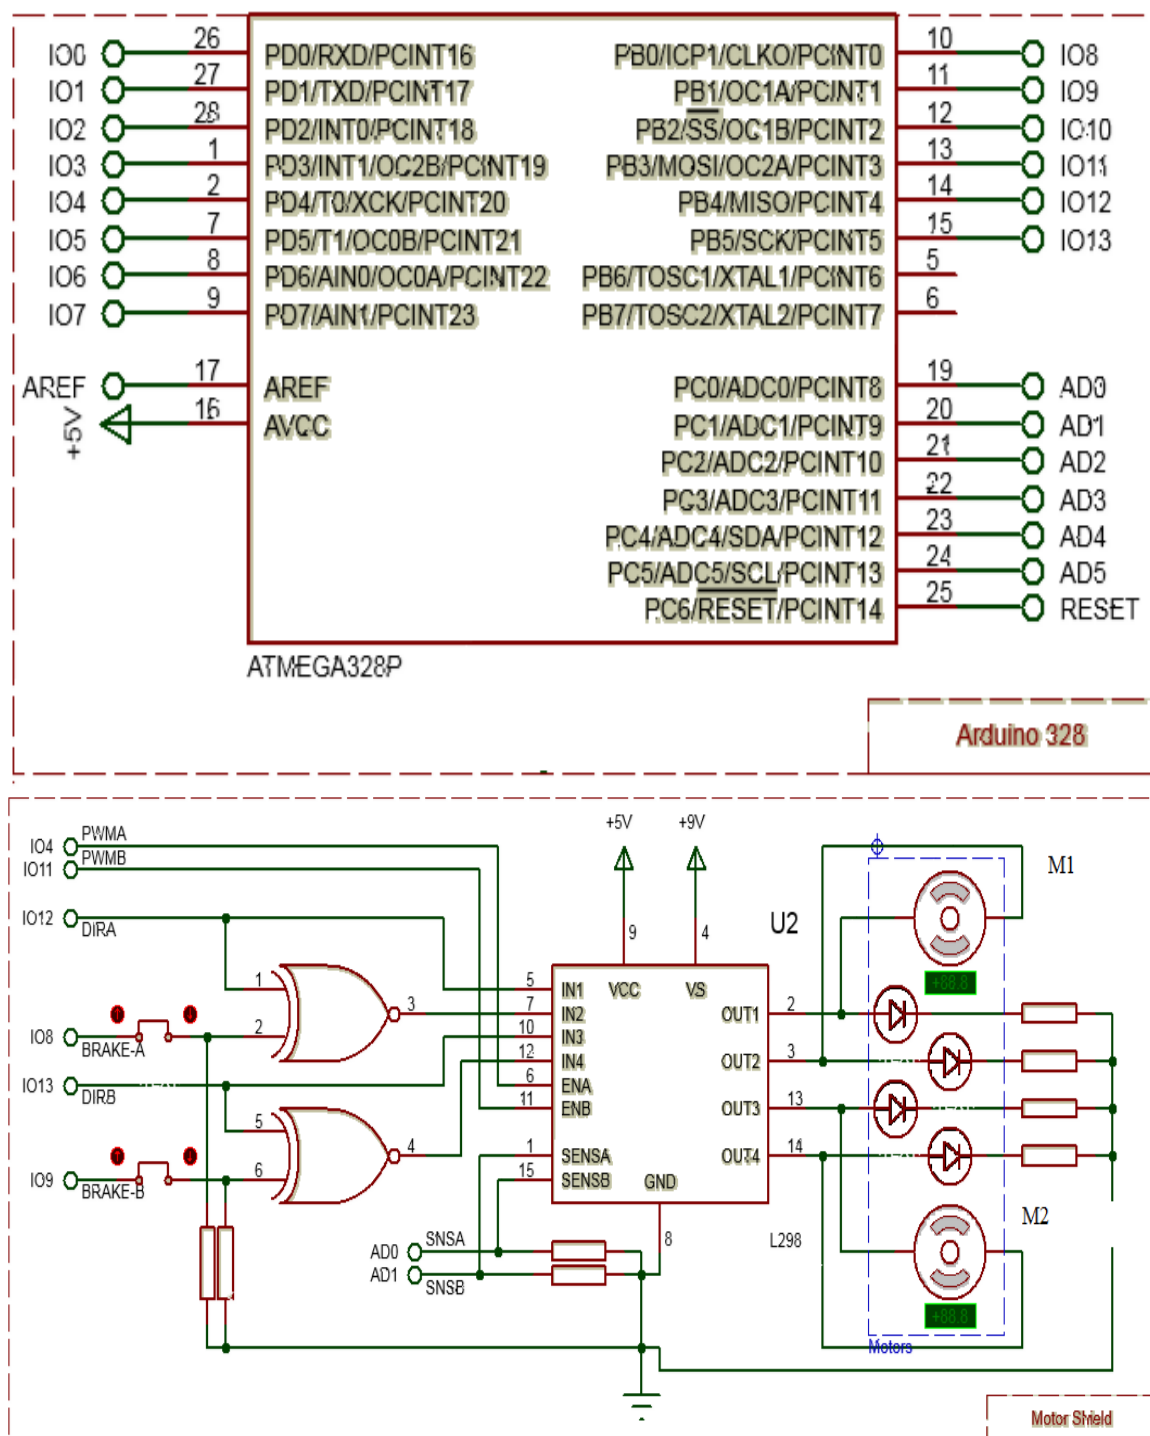 IO0 26 PD0/RXD/PCINT16 PB0/ICP1/CLKO/PCINT0 10 IO8
IO1 27 PD1/TXD/PCINT17 PB1/OC1A/PCINT1 11 IO9
IO2 28 PD2/INT0/PCINT18 PB2/SS/OC1B/PCINT2 12 IO10
IO3 1 PD3/INT1/OC2B/PCINT19 PB3/MOSI/OC2A/PCINT3 13 IO11
IO4 2 PD4/T0/XCK/PCINT20 PB4/MISO/PCINT4 14 IO12
IO5 7 PD5/T1/OC0B/PCINT21 PB5/SCK/PCINT5 15 IO13
IO6 8 PD6/AIN0/OC0A/PCINT22 PB6/TOSC1/XTAL1/PCINT6 5
IO7 9 PD7/AIN1/PCINT23 PB7/TOSC2/XTAL2/PCINT7 6
AREF 17 AREF PC0/ADC0/PCINT8 19 AD0
+5V 16 AVCC PC1/ADC1/PCINT9 20 AD1
PC2/ADC2/PCINT10 21 AD2
PC3/ADC3/PCINT11 22 AD3
PC4/ADC4/SDA/PCINT12 23 AD4
PC5/ADC5/SCL/PCINT13 24 AD5
PC6/RESET/PCINT14 25 RESET
ATMEGA328P
Arduino 328
+5V +9V
IO4 PWMA
IO11 PWMB
M1
IO12 DIRA
9 4 U2
1 5 IN1 VCC VS
3 7 IN2 OUT1 2
+88.8
IO8 BRAKE-A 2 10 IN3
12 IN4 OUT2 3
IO13 DIRB 6 ENA
5 11 ENB OUT3 13
4 1 SENSA OUT4 14
IO9 BRAKE-B 6 15 SENSB GND
M2
AD0 SNSA 8 L298
AD1 SNSB
+88.8
Motors
Motor Shield